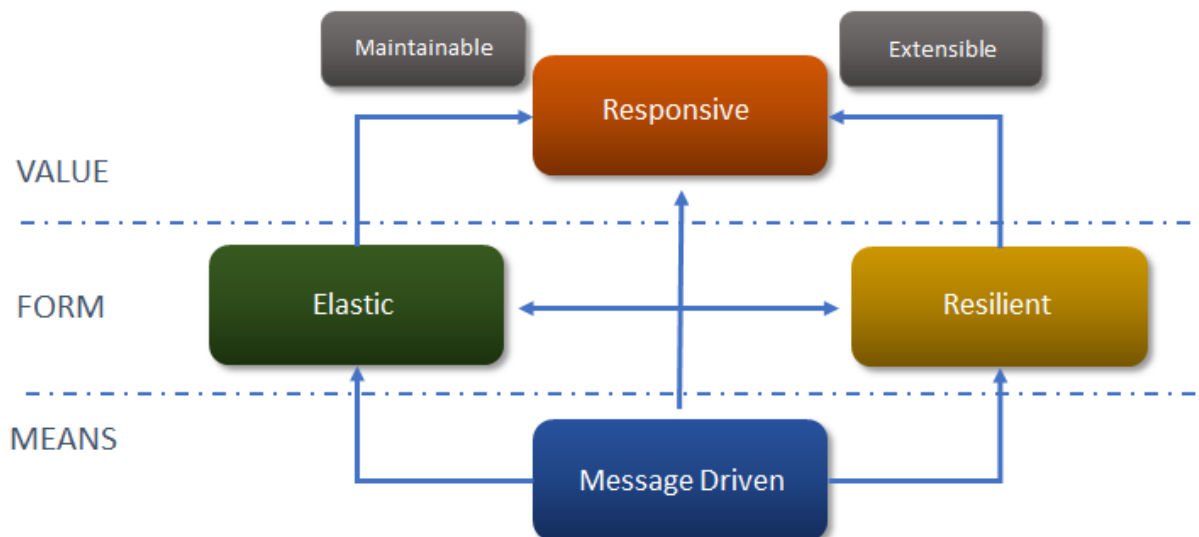 Maintainable
Extensible
Responsive
VALUE
FORM
Elastic
Resilient
MEANS
Message Driven